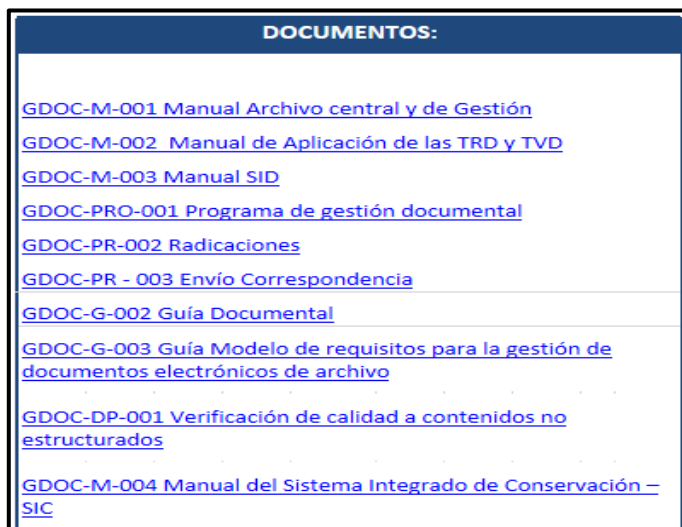 DOCUMENTOS:
GDOC-M-001 Manual Archivo central y de Gestión
GDOC-M-002  Manual de Aplicación de las TRD y TVD
GDOC-M-003 Manual SID
GDOC-PRO-001 Programa de gestión documental
GDOC-PR-002 Radicaciones
GDOC-PR - 003 Envío Correspondencia
GDOC-G-002 Guía Documental
GDOC-G-003 Guía Modelo de requisitos para la gestión de
documentos electrónicos de archivo
GDOC-DP-001 Verificación de calidad a contenidos no
estructurados
GDOC-M-004 Manual del Sistema Integrado de Conservación –
SIC